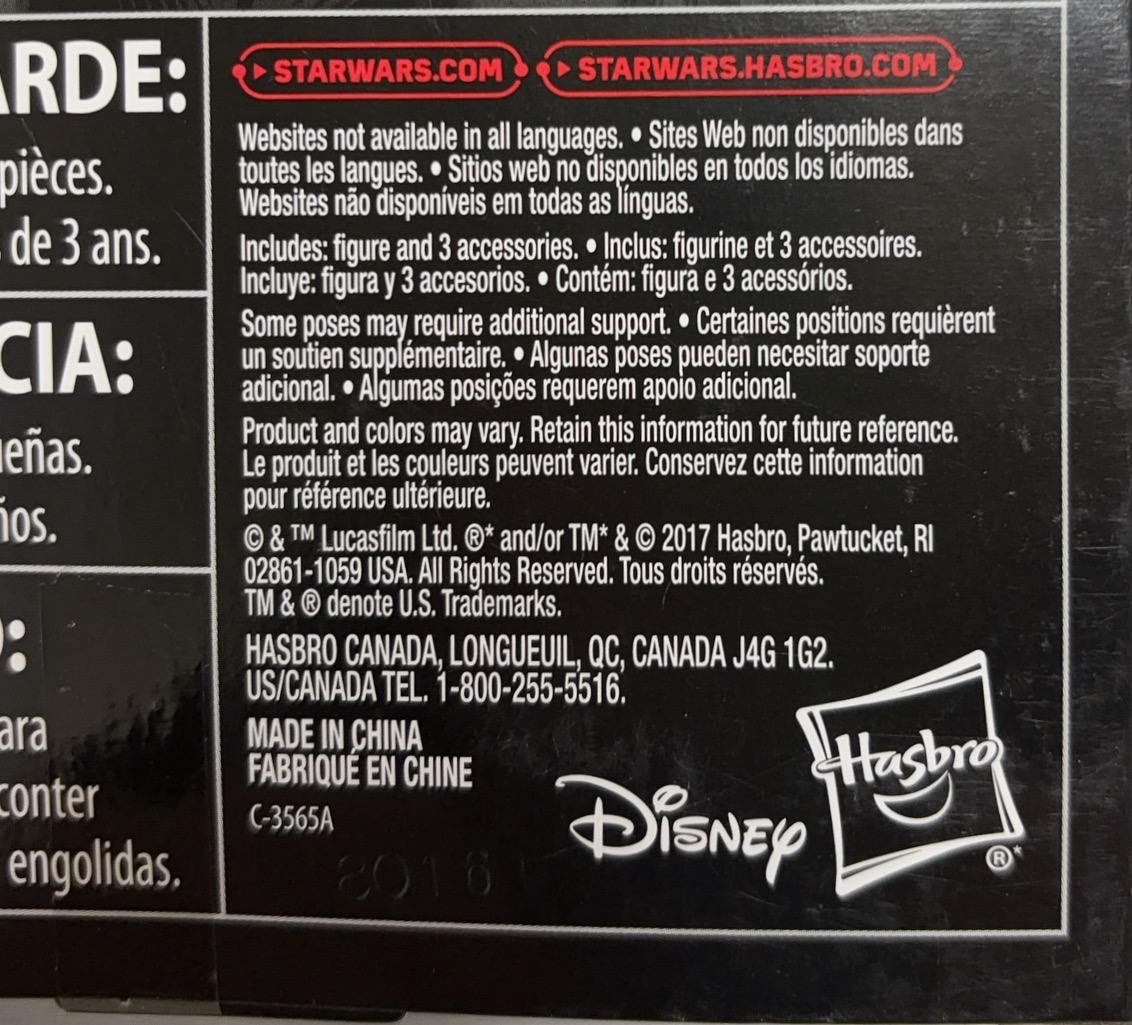 ARDE:
pièces.
de 3 ans.
CIA:
ueñas.
ños.
O:
ara
conter
engolidas.
STARWARS.COM STARWARS.HASBRO.COM
Websites not available in all languages. • Sites Web non disponibles dans
toutes les langues. • Sitios web no disponibles en todos los idiomas.
Websites não disponíveis em todas as línguas.
Includes: figure and 3 accessories. • Inclus: figurine et 3 accessoires.
Incluye: figura y 3 accesorios. • Contém: figura e 3 acessórios.
Some poses may require additional support. • Certaines positions requièrent
un soutien supplémentaire. • Algunas poses pueden necesitar soporte
adicional. • Algumas posições requerem apoio adicional.
Product and colors may vary. Retain this information for future reference.
Le produit et les couleurs peuvent varier. Conservez cette information
pour référence ultérieure.
© & ™ Lucasfilm Ltd. ®* and/or TM* & © 2017 Hasbro, Pawtucket, RI
02861-1059 USA. All Rights Reserved. Tous droits réservés.
TM & ® denote U.S. Trademarks.
HASBRO CANADA, LONGUEUIL, QC, CANADA J4G 1G2.
US/CANADA TEL. 1-800-255-5516.
MADE IN CHINA
FABRIQUÉ EN CHINE
C-3565A
DISNEY
Hasbro
®*